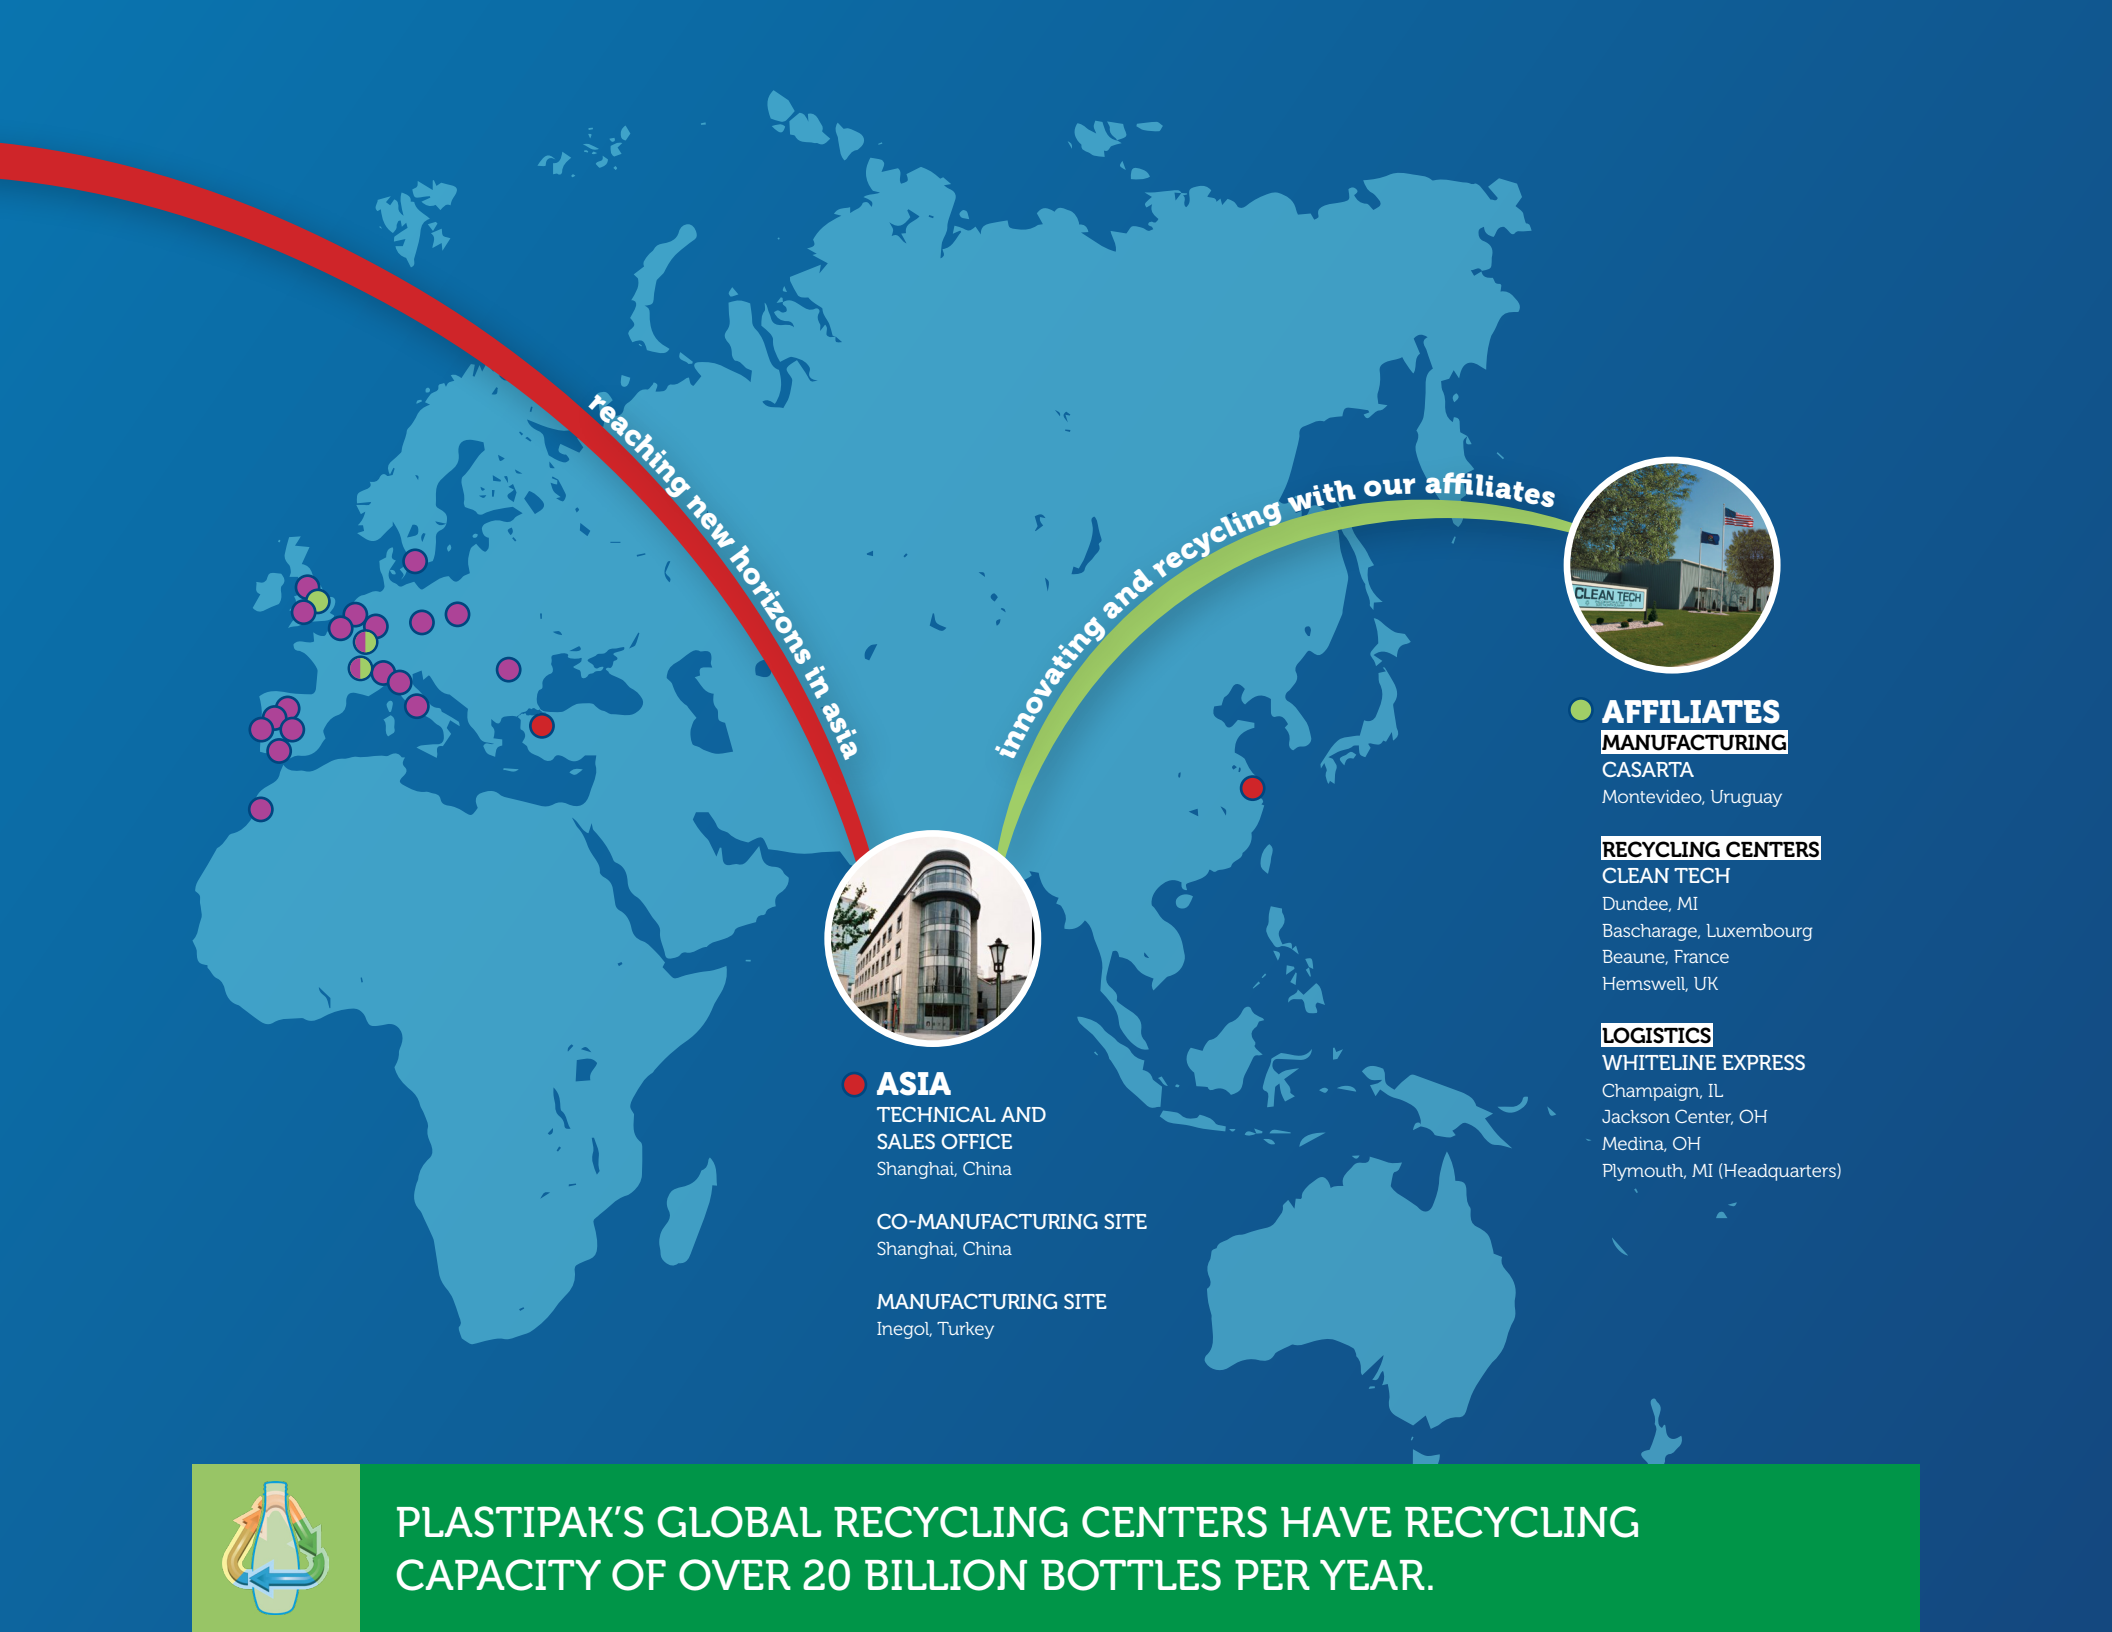 reaching new horizons in asia
innovating and recycling with our affiliates
CLEAN TECH
AFFILIATES
MANUFACTURING
CASARTA
Montevideo, Uruguay
RECYCLING CENTERS
CLEAN TECH
Dundee, MI
Bascharage, Luxembourg
Beaune, France
Hemswell, UK
LOGISTICS
WHITELINE EXPRESS
Champaign, IL
Jackson Center, OH
Medina, OH
Plymouth, MI (Headquarters)
ASIA
TECHNICAL AND
SALES OFFICE
Shanghai, China
CO-MANUFACTURING SITE
Shanghai, China
MANUFACTURING SITE
Inegol, Turkey
PLASTIPAK’S GLOBAL RECYCLING CENTERS HAVE RECYCLING
CAPACITY OF OVER 20 BILLION BOTTLES PER YEAR.